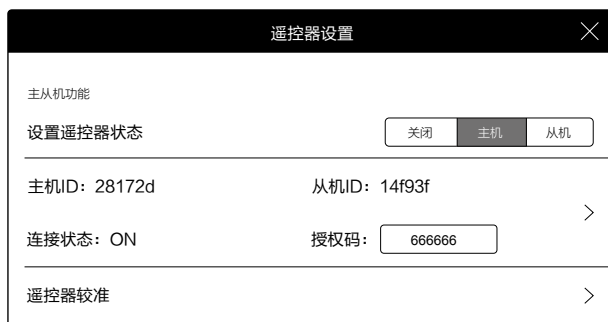 遥控器设置
主从机功能
设置遥控器状态 关闭 主机 从机
主机ID：28172d 从机ID：14f93f
连接状态：ON 授权码： 666666
遥控器较准